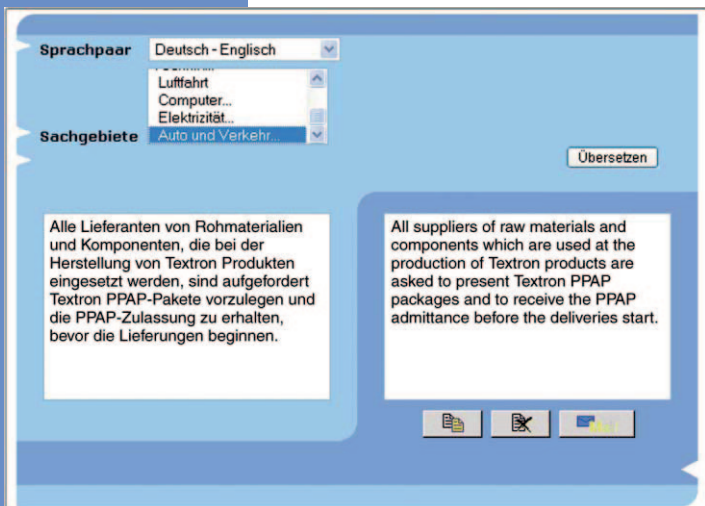 Sprachpaar Deutsch - Englisch
Luftfahrt
Computer...
Elektrizität...
Sachgebiete Auto und Verkehr...
Übersetzen
Alle Lieferanten von Rohmaterialien
und Komponenten, die bei der
Herstellung von Textron Produkten
eingesetzt werden, sind aufgefordert
Textron PPAP-Pakete vorzulegen und
die PPAP-Zulassung zu erhalten,
bevor die Lieferungen beginnen.
All suppliers of raw materials and
components which are used at the
production of Textron products are
asked to present Textron PPAP
packages and to receive the PPAP
admittance before the deliveries start.